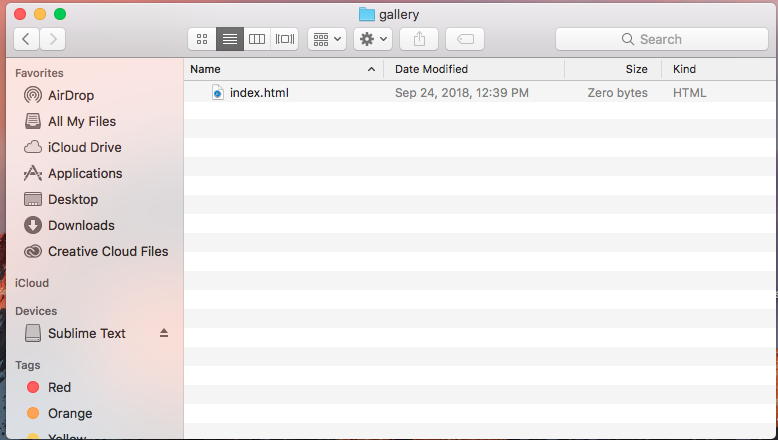 gallery
Search
Favorites
AirDrop
All My Files
iCloud Drive
Applications
Desktop
Downloads
Creative Cloud Files
iCloud
Devices
Sublime Text
Tags
Red
Orange
Yellow
Name Date Modified Size Kind
index.html Sep 24, 2018, 12:39 PM Zero bytes HTML